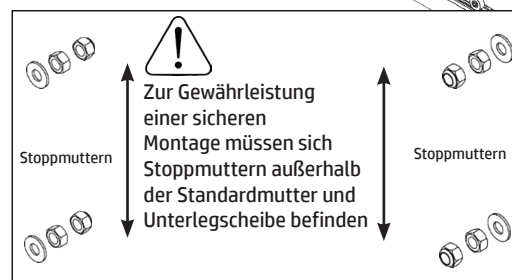 Zur Gewährleistung
einer sicheren
Montage müssen sich
Stoppmuttern außerhalb
der Standardmutter und
Unterlegscheibe befinden
Stoppmuttern
Stoppmuttern